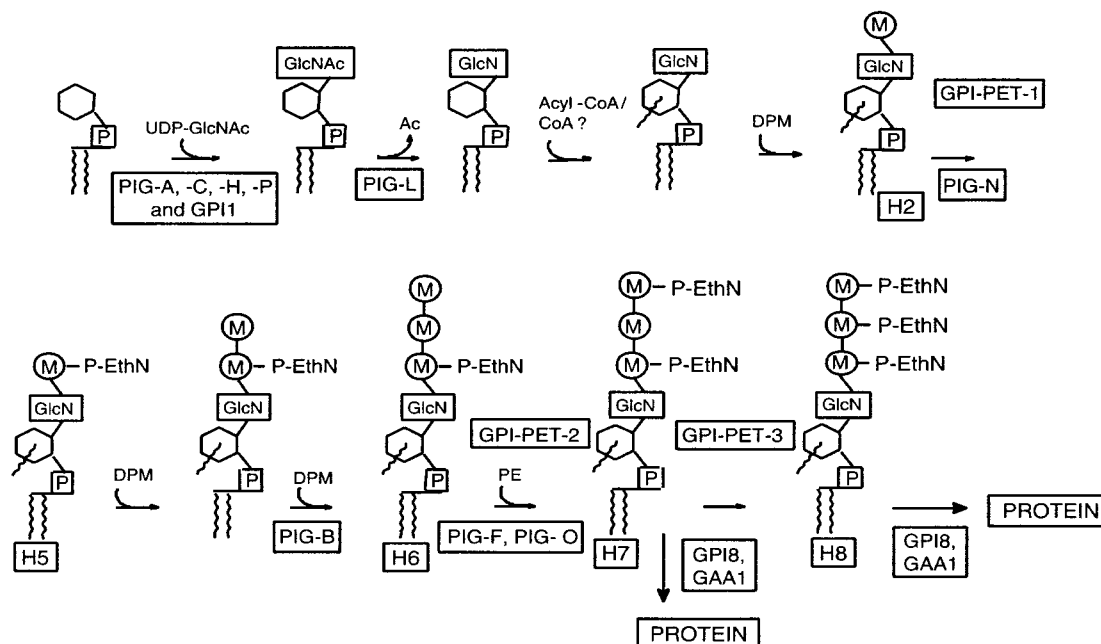 UDP-GlcNAc
P
PIG-A, -C, -H, -P
and GPI1
GlcNAc
P
Ac
PIG-L
GlcN
P
Acyl -CoA/
CoA ?
GlcN
P
DPM
M
GlcN
P
H2
GPI-PET-1
PIG-N
M - P-EthN
GlcN
P
H5
DPM
M
M - P-EthN
GlcN
P
DPM
PIG-B
M
M
M - P-EthN
GlcN
P
H6
GPI-PET-2
PE
PIG-F, PIG- O
M - P-EthN
M
M - P-EthN
GlcN
P
H7
GPI8,
GAA1
PROTEIN
GPI-PET-3
M - P-EthN
M - P-EthN
M - P-EthN
GlcN
P
H8
GPI8,
GAA1
PROTEIN